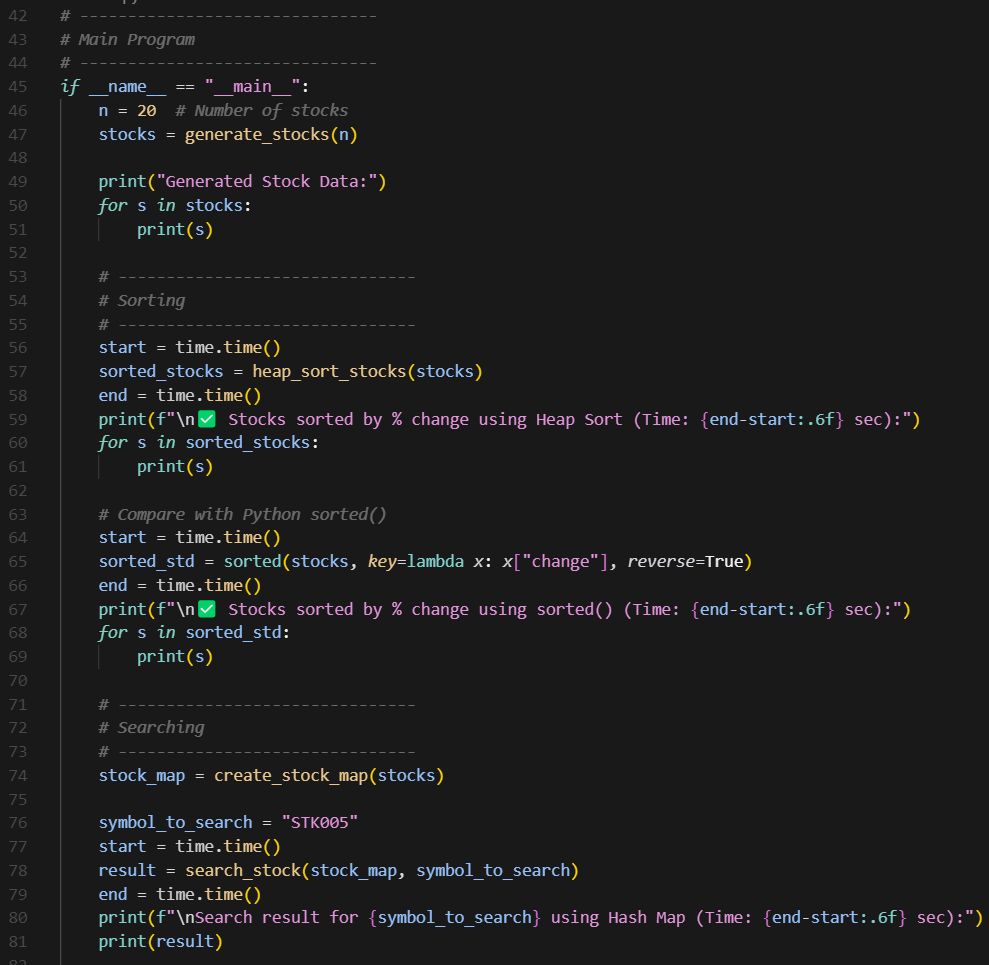 42 # -------------------------------
43 # Main Program
44 # -------------------------------
45 if __name__ == "__main__":
46     n = 20  # Number of stocks
47     stocks = generate_stocks(n)
48
49     print("Generated Stock Data:")
50     for s in stocks:
51         print(s)
52
53     # -------------------------------
54     # Sorting
55     # -------------------------------
56     start = time.time()
57     sorted_stocks = heap_sort_stocks(stocks)
58     end = time.time()
59     print(f"\n✅ Stocks sorted by % change using Heap Sort (Time: {end-start:.6f} sec):")
60     for s in sorted_stocks:
61         print(s)
62
63     # Compare with Python sorted()
64     start = time.time()
65     sorted_std = sorted(stocks, key=lambda x: x["change"], reverse=True)
66     end = time.time()
67     print(f"\n✅ Stocks sorted by % change using sorted() (Time: {end-start:.6f} sec):")
68     for s in sorted_std:
69         print(s)
70
71     # -------------------------------
72     # Searching
73     # -------------------------------
74     stock_map = create_stock_map(stocks)
75
76     symbol_to_search = "STK005"
77     start = time.time()
78     result = search_stock(stock_map, symbol_to_search)
79     end = time.time()
80     print(f"\nSearch result for {symbol_to_search} using Hash Map (Time: {end-start:.6f} sec):")
81     print(result)